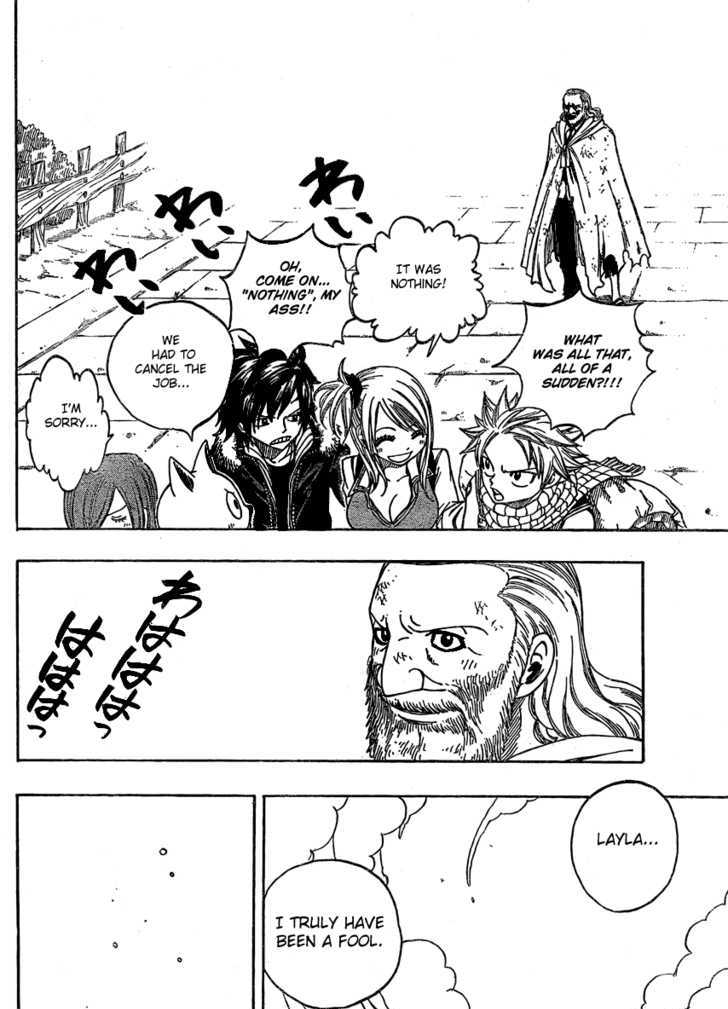 WHAT
WAS ALL THAT,
ALL OF A
SUDDEN?!!!
IT WAS
NOTHING!
OH,
COME ON...
"NOTHING", MY
ASS!!
WE
HAD TO
CANCEL THE
JOB...
I'M
SORRY...
わい
わい
わい
わははっ
はははっ
LAYLA...
I TRULY HAVE
BEEN A FOOL.